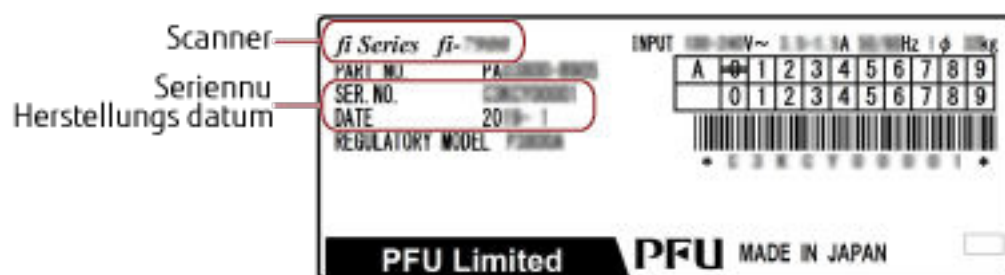 Scanner
Seriennu
Herstellungs datum
fi Series fi-
PART NO. PA
SER. NO.
DATE 20
REGULATORY MODEL
INPUT V~ A Hz 1ϕ kg
A 0 1 2 3 4 5 6 7 8 9
0 1 2 3 4 5 6 7 8 9
PFU Limited
PFU MADE IN JAPAN